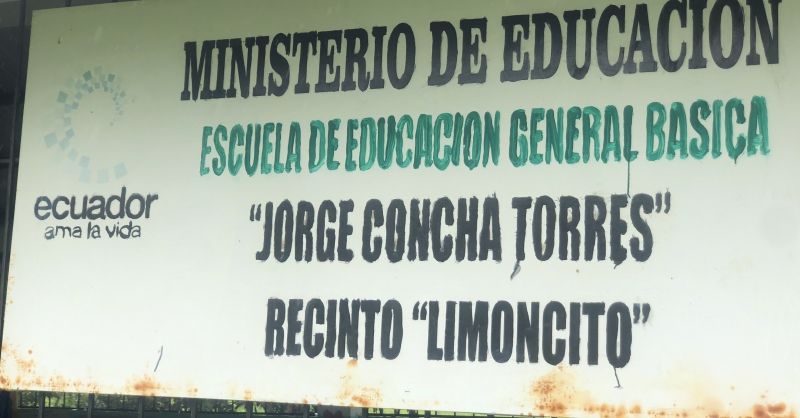 MINISTERIO DE EDUCACION
ESCUELA DE EDUCACION GENERAL BASICA
"JORGE CONCHA TORRES"
RECINTO "LIMONCITO"
ecuador
ama la vida